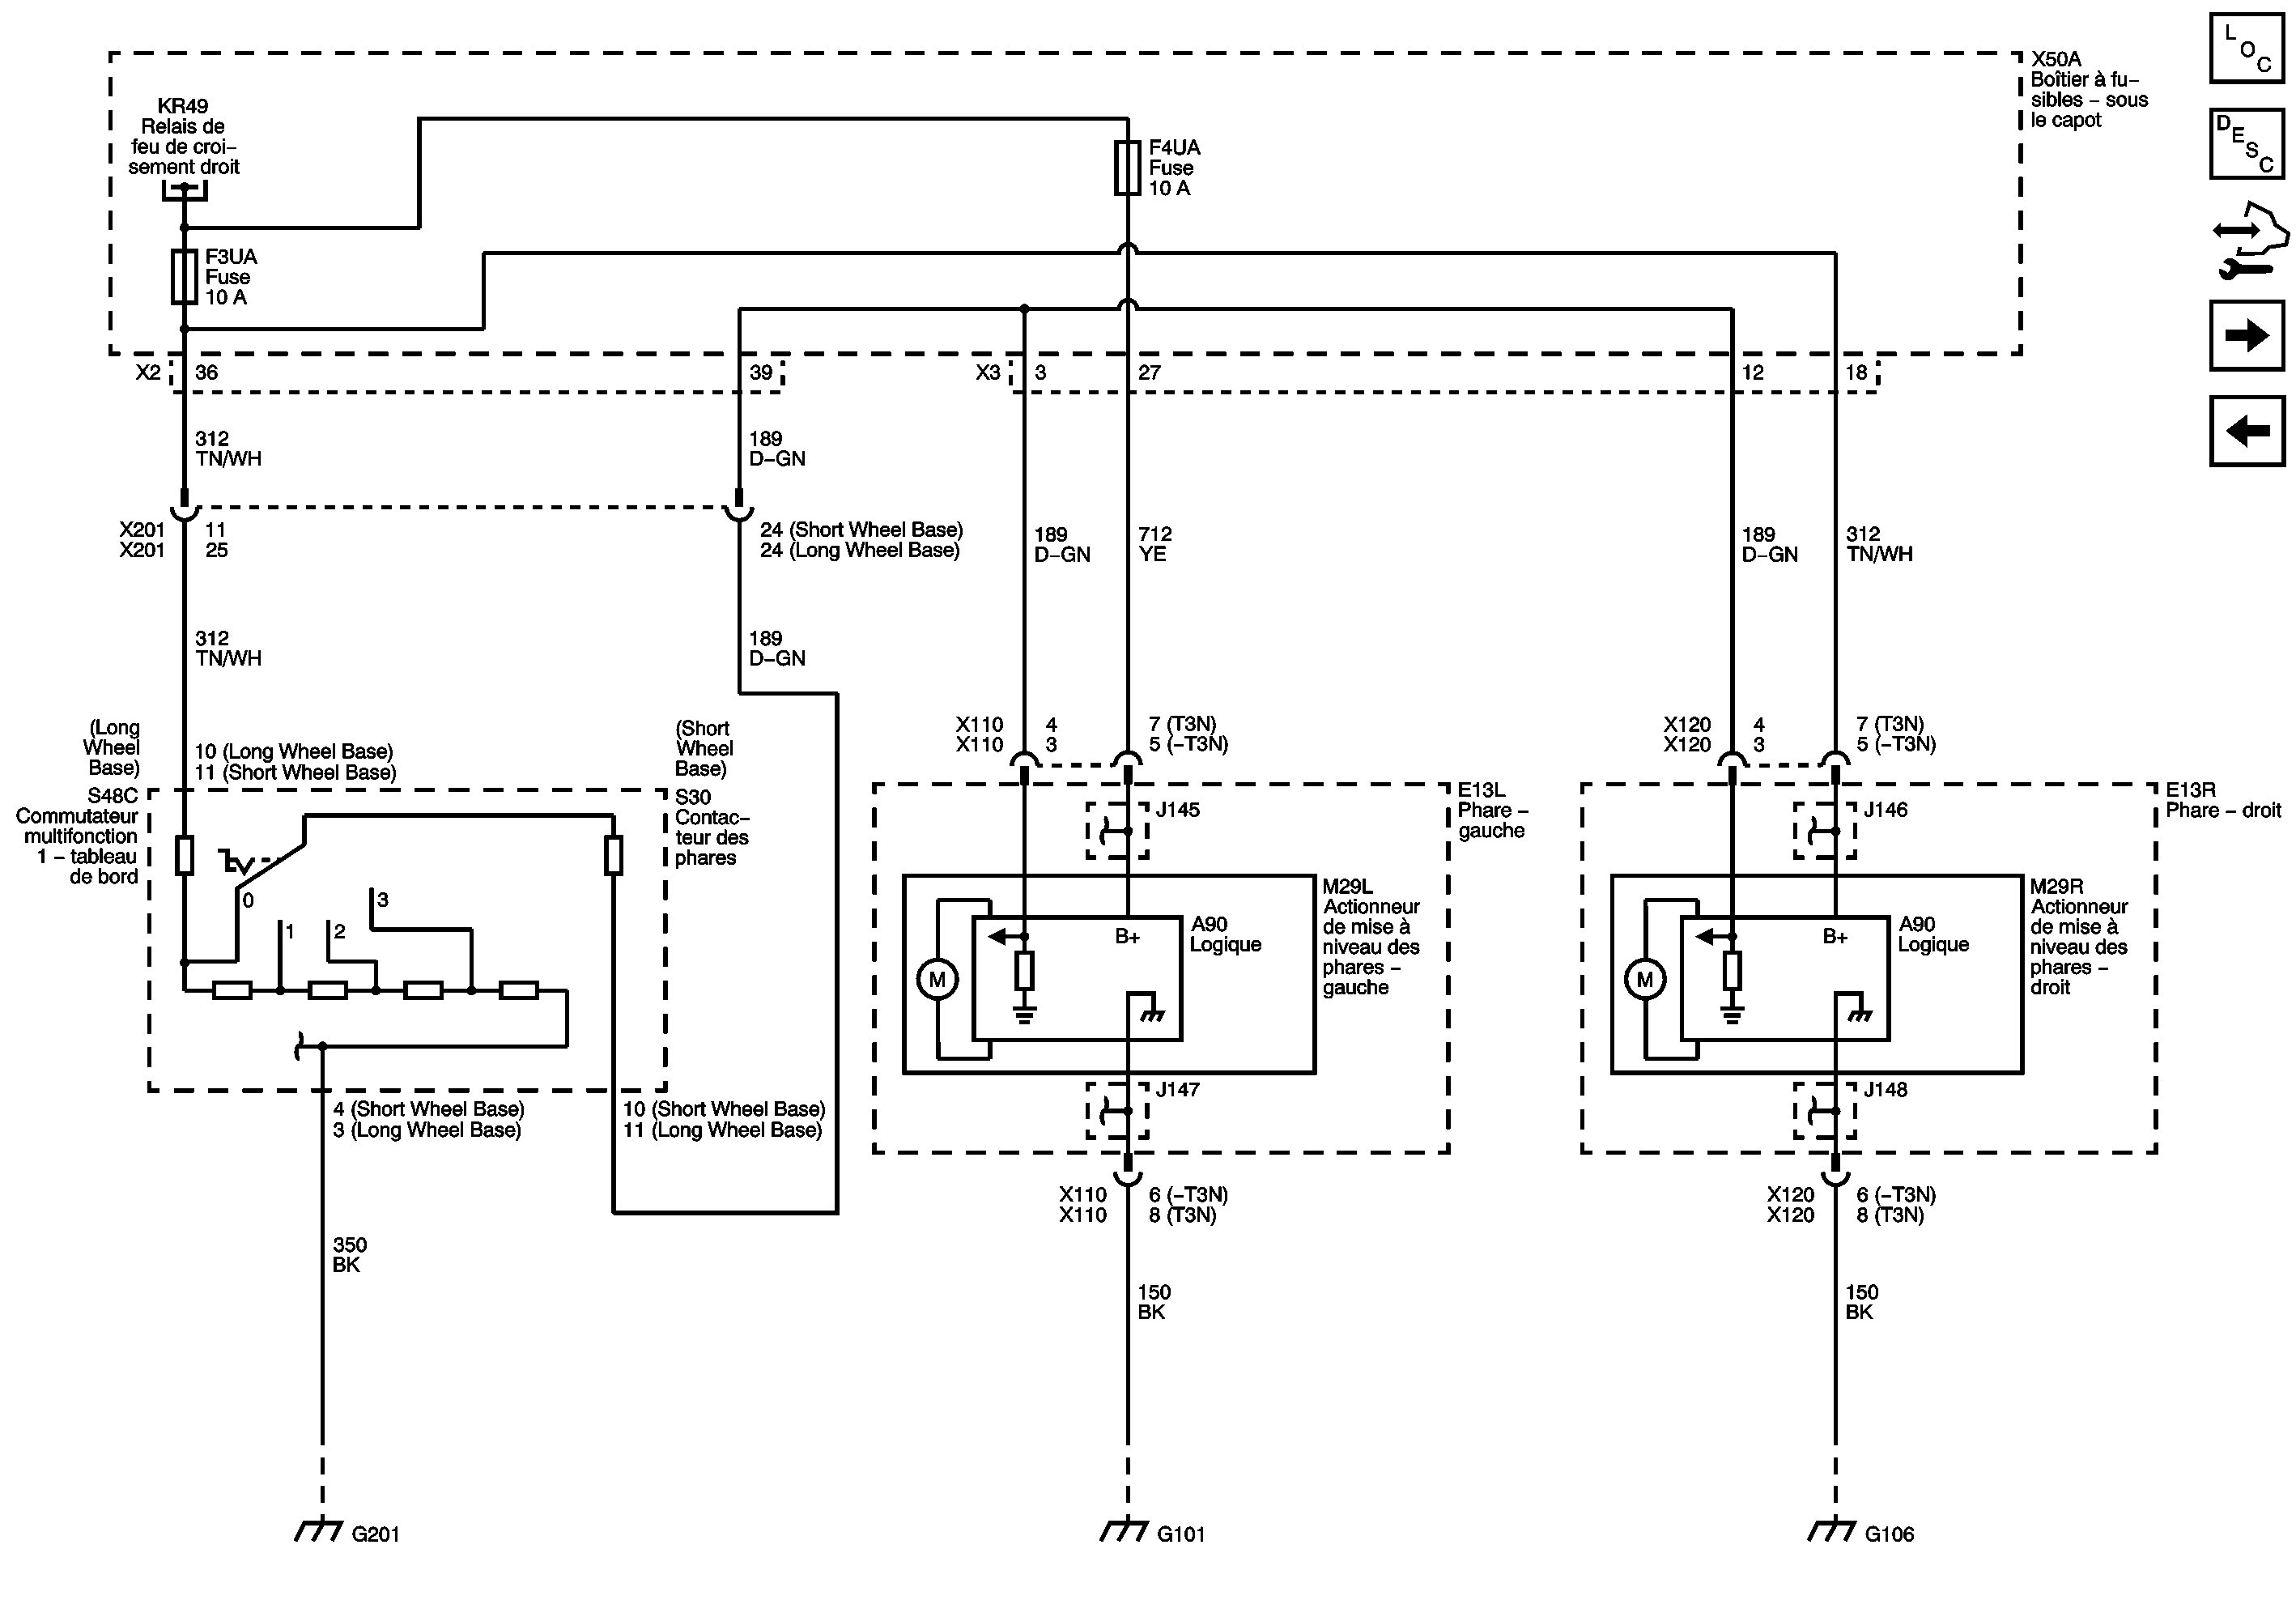 L
O
C
X50A
Boîtier à fu–
sibles – sous
le capot
D
E
S
C
KR49
Relais de
feu de croi–
sement droit
F4UA
Fuse
10 A
F3UA
Fuse
10 A
X2 36
39
X3 3
27
12
18
312
TN/WH
189
D–GN
X201 11
X201 25
24 (Short Wheel Base)
24 (Long Wheel Base)
189
D–GN
712
YE
189
D–GN
312
TN/WH
312
TN/WH
189
D–GN
(Long
Wheel
Base)
10 (Long Wheel Base)
11 (Short Wheel Base)
(Short
Wheel
Base)
X110 4
X110 3
7 (T3N)
5 (–T3N)
X120 4
X120 3
7 (T3N)
5 (–T3N)
S48C
Commutateur
multifonction
1 – tableau
de bord
S30
Contac–
teur des
phares
0
1
2
3
E13L
Phare –
gauche
J145
M29L
Actionneur
de mise à
niveau des
phares –
gauche
A90
Logique
B+
M
J147
E13R
Phare – droit
J146
M29R
Actionneur
de mise à
niveau des
phares –
droit
A90
Logique
B+
M
J148
4 (Short Wheel Base)
3 (Long Wheel Base)
10 (Short Wheel Base)
11 (Long Wheel Base)
X110 6 (–T3N)
X110 8 (T3N)
X120 6 (–T3N)
X120 8 (T3N)
350
BK
150
BK
150
BK
G201
G101
G106